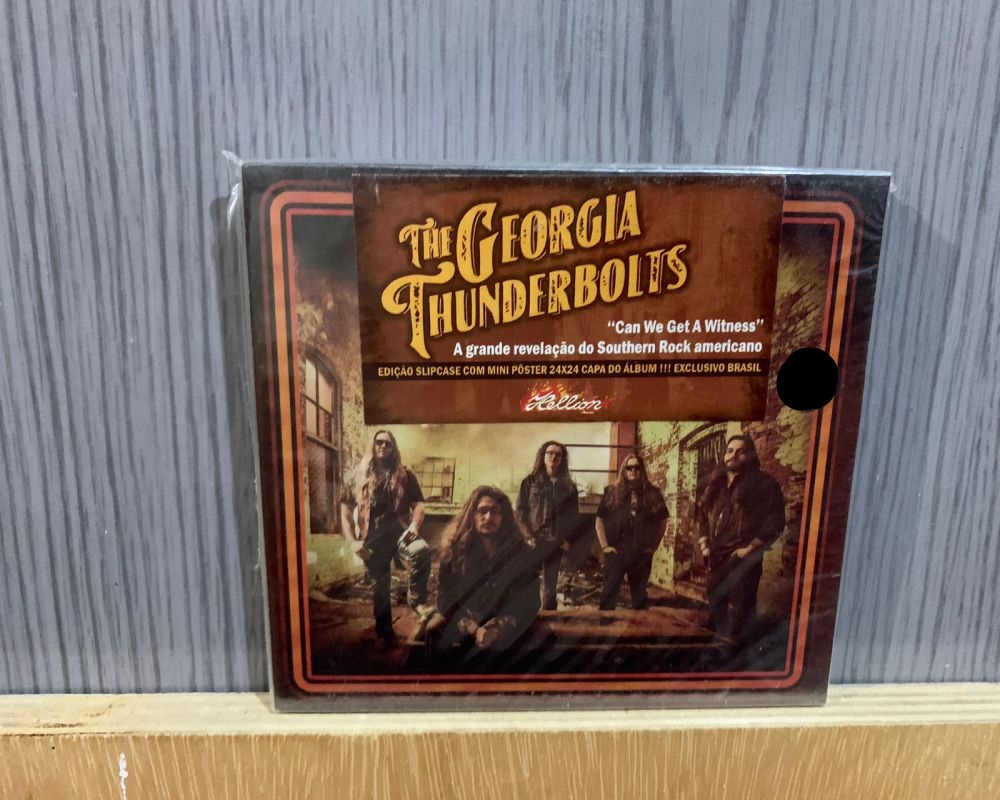 THE GEORGIA
THUNDERBOLTS
“Can We Get A Witness”
A grande revelação do Southern Rock americano
EDIÇÃO SLIPCASE COM MINI PÔSTER 24X24 CAPA DO ÁLBUM !!! EXCLUSIVO BRASIL
Hellion